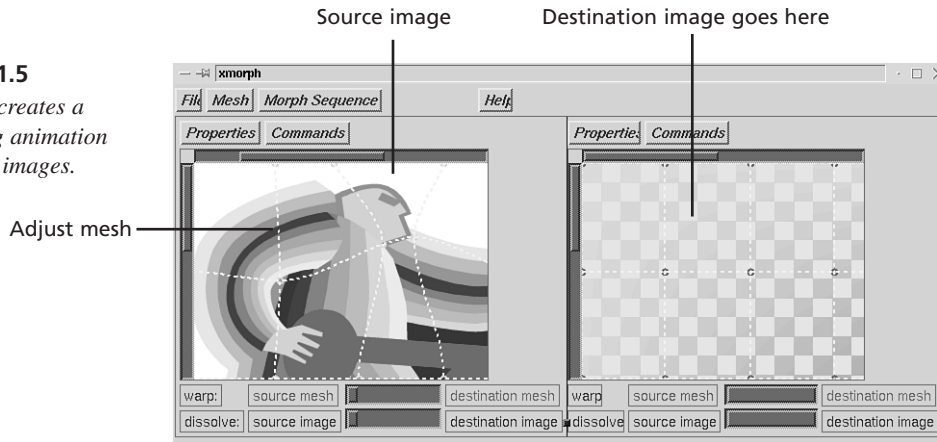 Source image
Destination image goes here
1.5
creates a
animation
images.
Adjust mesh
xmorph
File Mesh Morph Sequence Help
Properties Commands
Properties Commands
warp: source mesh destination mesh
dissolve: source image destination image
warp source mesh destination mesh
dissolve source image destination image